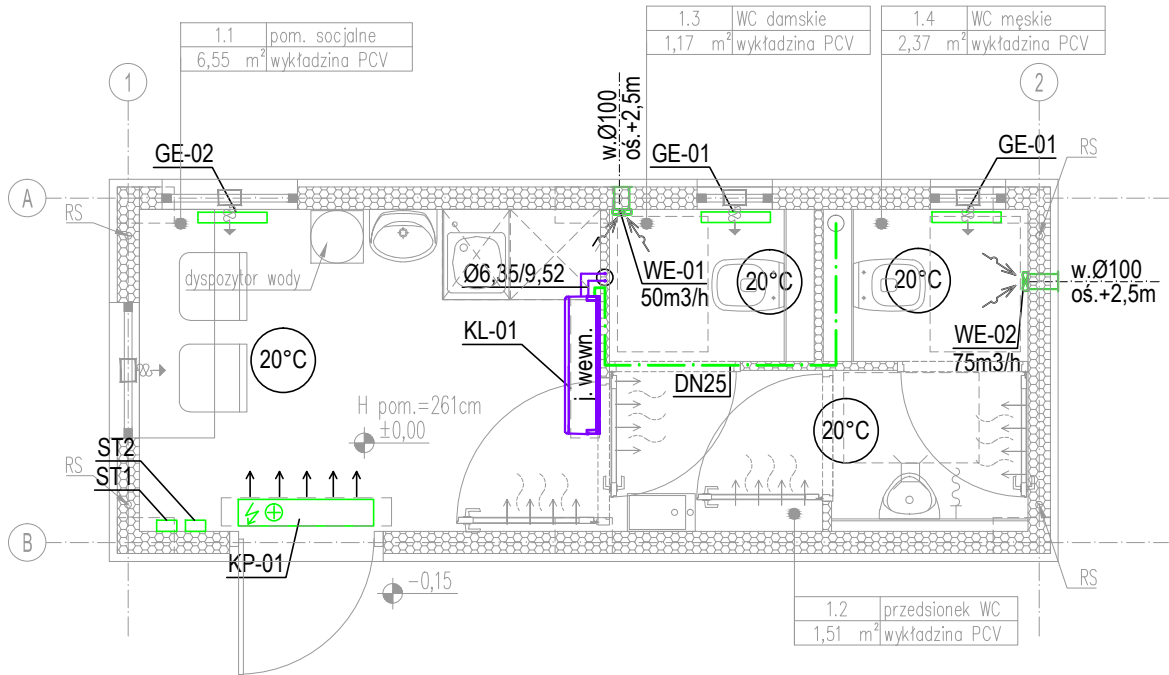 1.1 pom. socjalne
6,55 m² wykładzina PCV
1.3 WC damskie
1,17 m² wykładzina PCV
1.4 WC męskie
2,37 m² wykładzina PCV
1
2
w.Ø100
oś.+2,5m
GE-02
GE-01
GE-01
RS
A
RS
dyspozytor wody
Ø6,35/9,52
WE-01
50m3/h
20°C
20°C
w.Ø100
oś.+2,5m
KL-01
WE-02
75m3/h
20°C
j. wewn.
DN25
H pom.=261cm
±0,00
20°C
ST2
RS
ST1
B
KP-01
-0,15
RS
1.2 przedsionek WC
1,51 m² wykładzina PCV